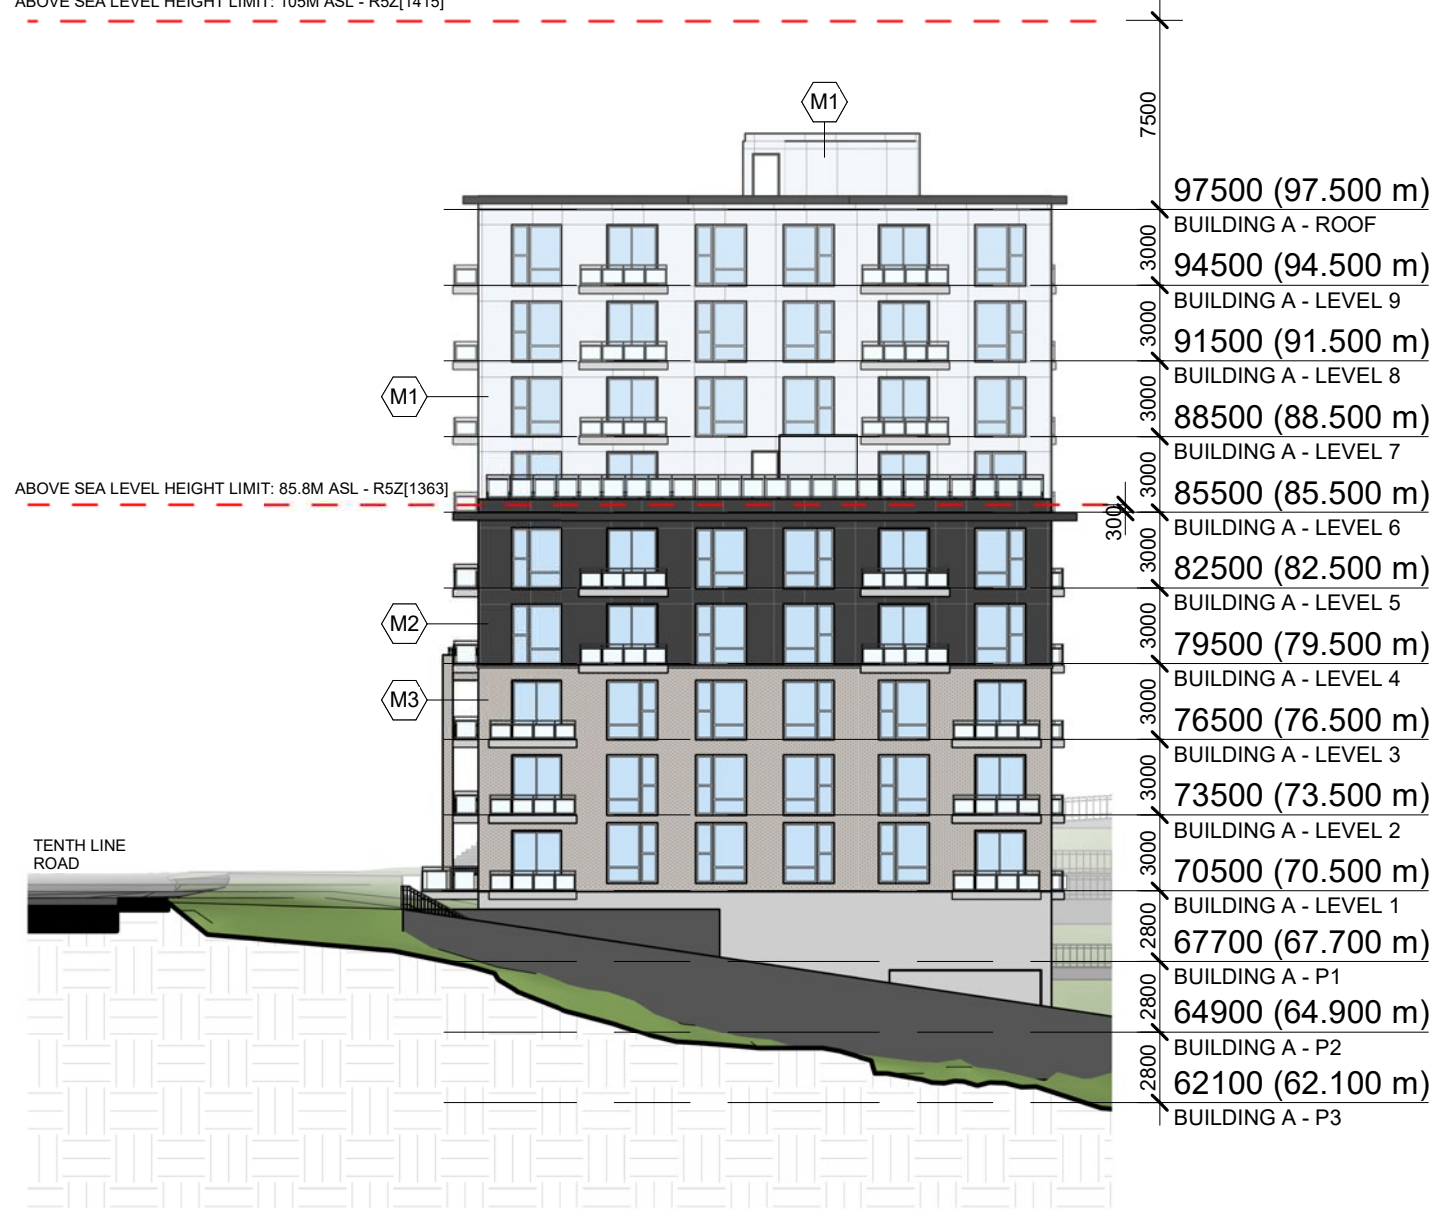 ABOVE SEA LEVEL HEIGHT LIMIT: 105M ASL - R5Z[1415]
M1
7500
97500 (97.500 m)
BUILDING A - ROOF
3000
94500 (94.500 m)
BUILDING A - LEVEL 9
3000
91500 (91.500 m)
BUILDING A - LEVEL 8
M1
3000
88500 (88.500 m)
BUILDING A - LEVEL 7
ABOVE SEA LEVEL HEIGHT LIMIT: 85.8M ASL - R5Z[1363]
3000
85500 (85.500 m)
300
BUILDING A - LEVEL 6
3000
82500 (82.500 m)
BUILDING A - LEVEL 5
M2
3000
79500 (79.500 m)
BUILDING A - LEVEL 4
M3
3000
76500 (76.500 m)
BUILDING A - LEVEL 3
3000
73500 (73.500 m)
BUILDING A - LEVEL 2
TENTH LINE
ROAD
3000
70500 (70.500 m)
BUILDING A - LEVEL 1
2800
67700 (67.700 m)
BUILDING A - P1
2800
64900 (64.900 m)
BUILDING A - P2
2800
62100 (62.100 m)
BUILDING A - P3